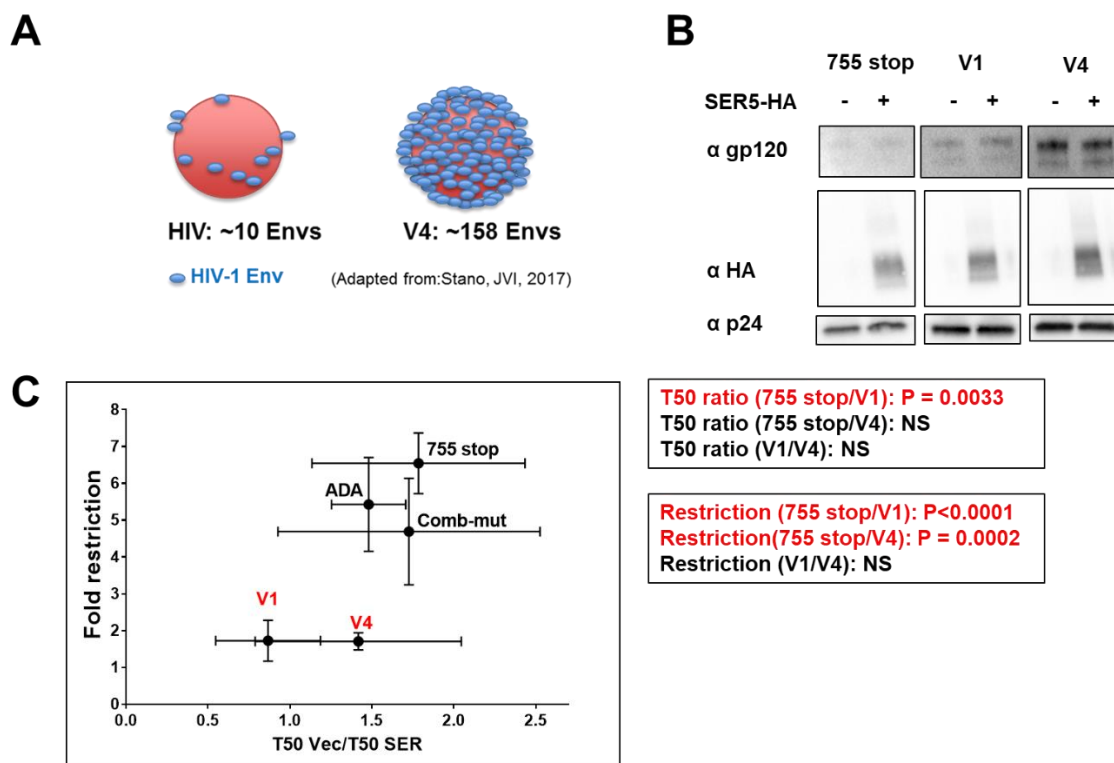 A
HIV: ~10 Envs
V4: ~158 Envs
HIV-1 Env
(Adapted from:Stano, JVI, 2017)
B
755 stop V1 V4
SER5-HA - + - + - +
α gp120
α HA
α p24
C
Fold restriction
8
7
6
5
4
3
2
1
0
755 stop
ADA
Comb-mut
V1
V4
0.0 0.5 1.0 1.5 2.0 2.5
T50 Vec/T50 SER
T50 ratio (755 stop/V1): P = 0.0033
T50 ratio (755 stop/V4): NS
T50 ratio (V1/V4): NS
Restriction (755 stop/V1): P<0.0001
Restriction(755 stop/V4): P = 0.0002
Restriction (V1/V4): NS